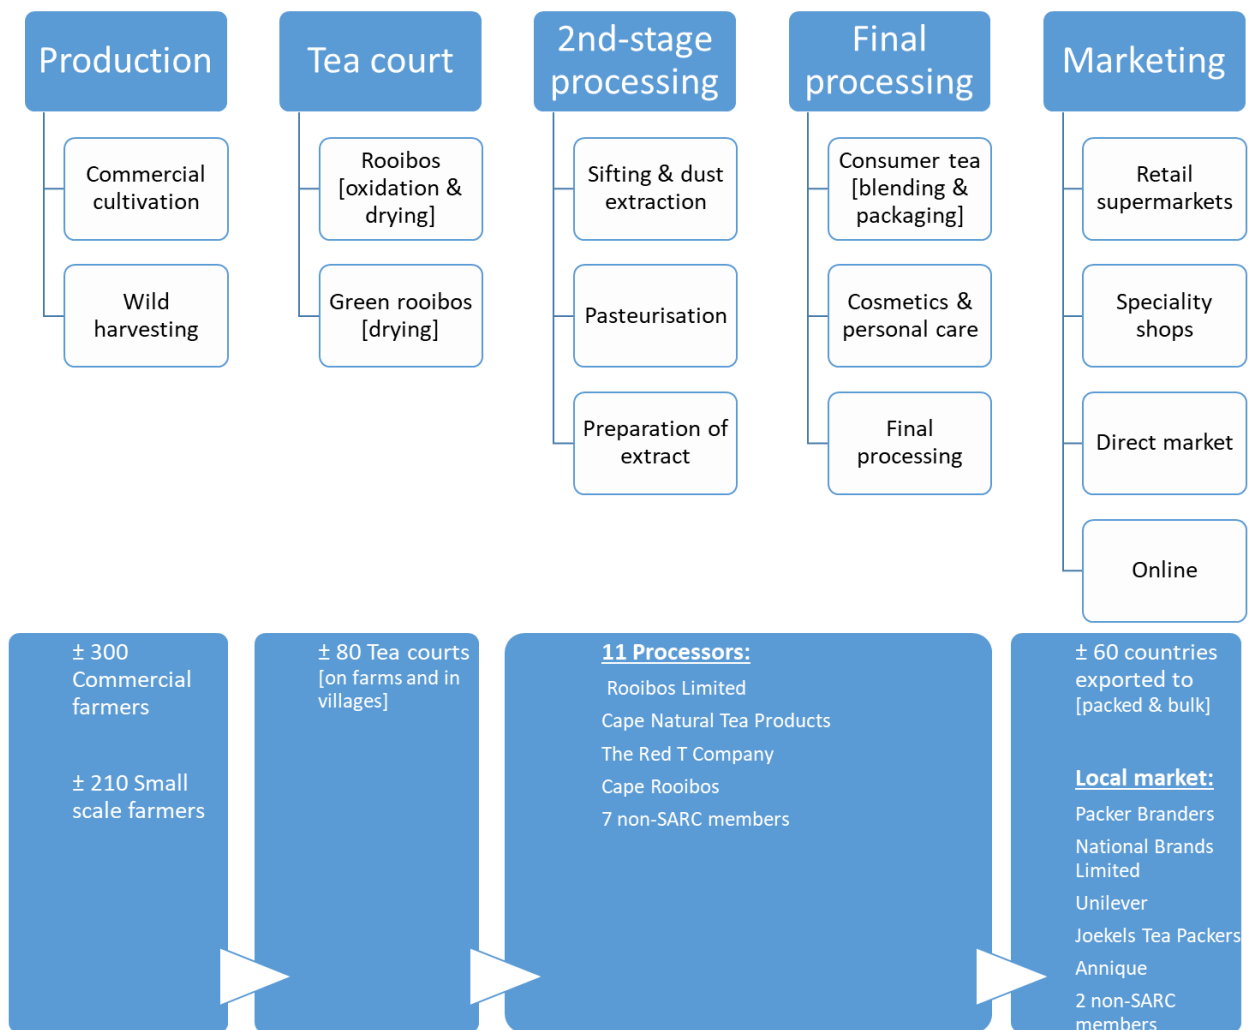 Production
Commercial
cultivation
Wild
harvesting
Tea court
Rooibos
[oxidation &
drying]
Green rooibos
[drying]
2nd-stage
processing
Sifting & dust
extraction
Pasteurisation
Preparation of
extract
Final
processing
Consumer tea
[blending &
packaging]
Cosmetics &
personal care
Final
processing
Marketing
Retail
supermarkets
Speciality
shops
Direct market
Online
± 300
Commercial
farmers
± 210 Small
scale farmers
± 80 Tea courts
[on farms and in
villages]
11 Processors:
Rooibos Limited
Cape Natural Tea Products
The Red T Company
Cape Rooibos
7 non-SARC members
± 60 countries
exported to
[packed & bulk]
Local market:
Packer Branders
National Brands
Limited
Unilever
Joekels Tea Packers
Annique
2 non-SARC
members